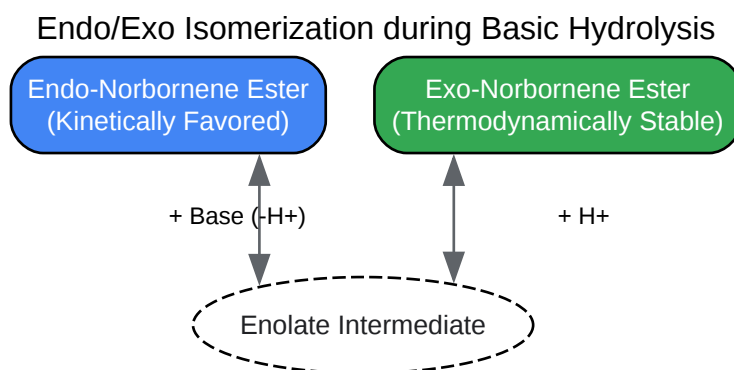 Endo/Exo Isomerization during Basic Hydrolysis
Endo-Norbornene Ester
(Kinetically Favored)
Exo-Norbornene Ester
(Thermodynamically Stable)
+ Base (-H+)
+ H+
Enolate Intermediate